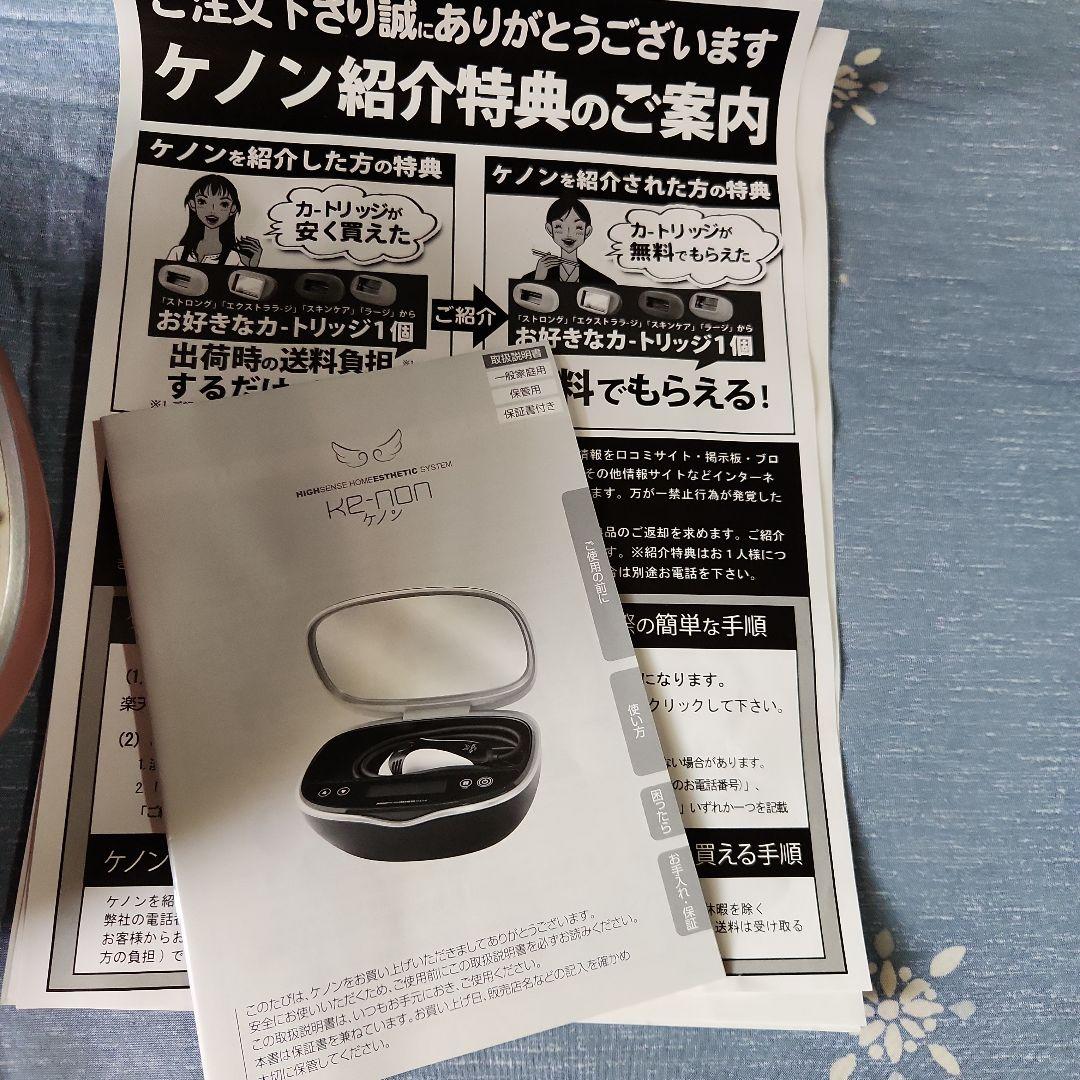 ご注文下さり誠にありがとうございます
ケノン紹介特典のご案内
ケノンを紹介した方の特典
カートリッジが
安く買えた
「ストロング」「エクストララージ」「スキンケア」「ラージ」から
お好きなカートリッジ1個
出荷時の送料負担
するだけ
ご紹介
ケノンを紹介された方の特典
カートリッジが
無料でもらえた
「ストロング」「エクストララージ」「スキンケア」「ラージ」から
お好きなカートリッジ1個
料でもらえる!
情報を口コミサイト・掲示板・ブロ
その他情報サイトなどインターネ
ます。万が一禁止行為が発覚した
品のご返却を求めます。ご紹介
す。※紹介特典はお1人様につ
合は別途お電話を下さい。
際の簡単な手順
になります。
クリックして下さい。
ない場合があります。
のお電話番号)」、
」いずれか一つを記載
買える手順
休暇を除く
送料は受け取る
(1.
楽天
(2)
ケノン
ケノンを紹
弊社の電話
お客様からお
方の負担)で
取扱説明書
一般家庭用
保管用
保証書付き
HIGHSENSE HOMEESTHETIC SYSTEM
Ke-non
ケノン
ご使用の前に
使い方
困ったら
お手入れ・保証
このたびは、ケノンをお買い上げいただきましてありがとうございます。
安全にお使いいただくため、ご使用前にこの取扱説明書を必ずお読みください。
この取扱説明書は、いつもお手元におき、ご使用ください。
本書は保証書を兼ねています。お買い上げ日、販売店名などの記入を確かめ
大切に保管してください。